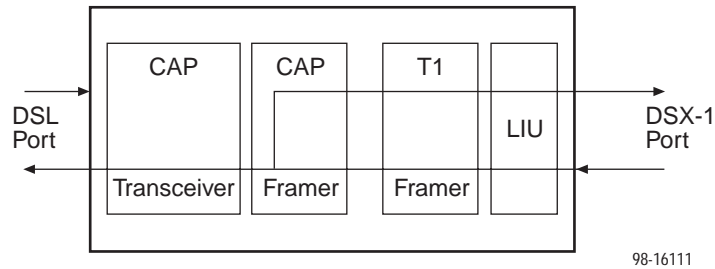 CAP
CAP
T1
DSL
Port
LIU
DSX-1
Port
Transceiver
Framer
Framer
98-16111